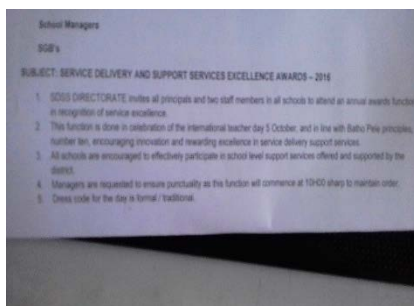 School Managers
SGB's
SUBJECT: SERVICE DELIVERY AND SUPPORT SERVICES EXCELLENCE AWARDS – 2016
1. SDSS DIRECTORATE invites all principals and two staff members in all schools to attend an annual awards function
in recognition of service excellence.
2. This function is done in celebration of the international teacher day 5 October, and in line with Batho Pele principles,
number ten, encouraging innovation and rewarding excellence in service delivery support services.
3. All schools are encouraged to effectively participate in school level support services offered and supported by the
district.
4. Managers are requested to ensure punctuality as this function will commence at 10H00 sharp to maintain order.
5. Dress code for the day is formal / traditional.